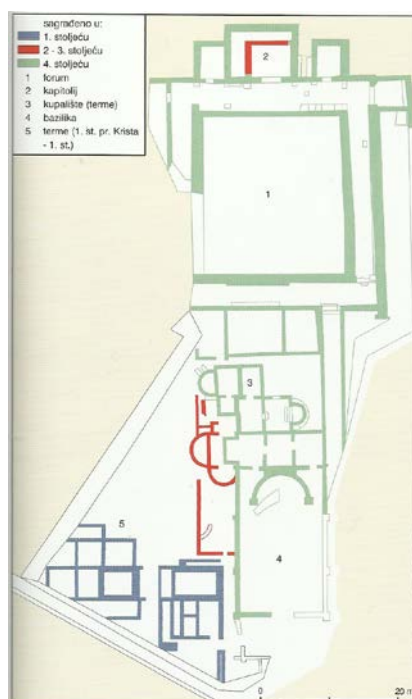 sagrađeno u:
1. stoljeću
2 - 3. stoljeću
4. stoljeću
1 forum
2 kapitolij
3 kupalište (terme)
4 bazilika
5 terme (1. st. pr. Krista
- 1. st.)
2
1
3
5
4
0 20 m